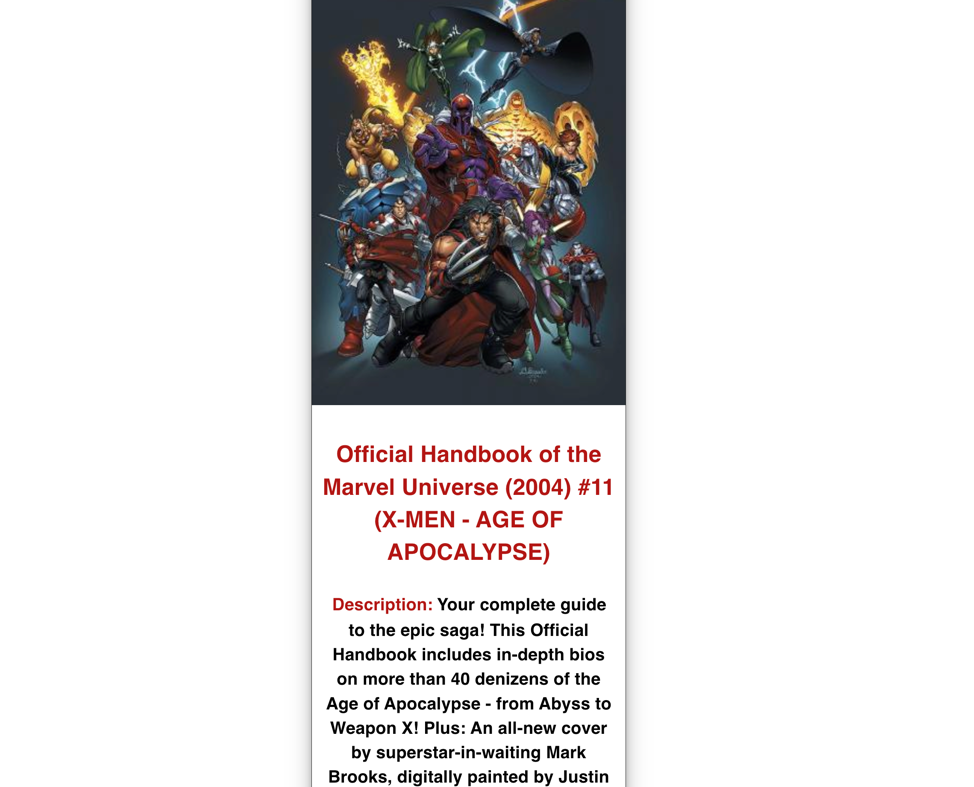 Official Handbook of the
Marvel Universe (2004) #11
(X-MEN - AGE OF
APOCALYPSE)
Description: Your complete guide
to the epic saga! This Official
Handbook includes in-depth bios
on more than 40 denizens of the
Age of Apocalypse - from Abyss to
Weapon X! Plus: An all-new cover
by superstar-in-waiting Mark
Brooks, digitally painted by Justin